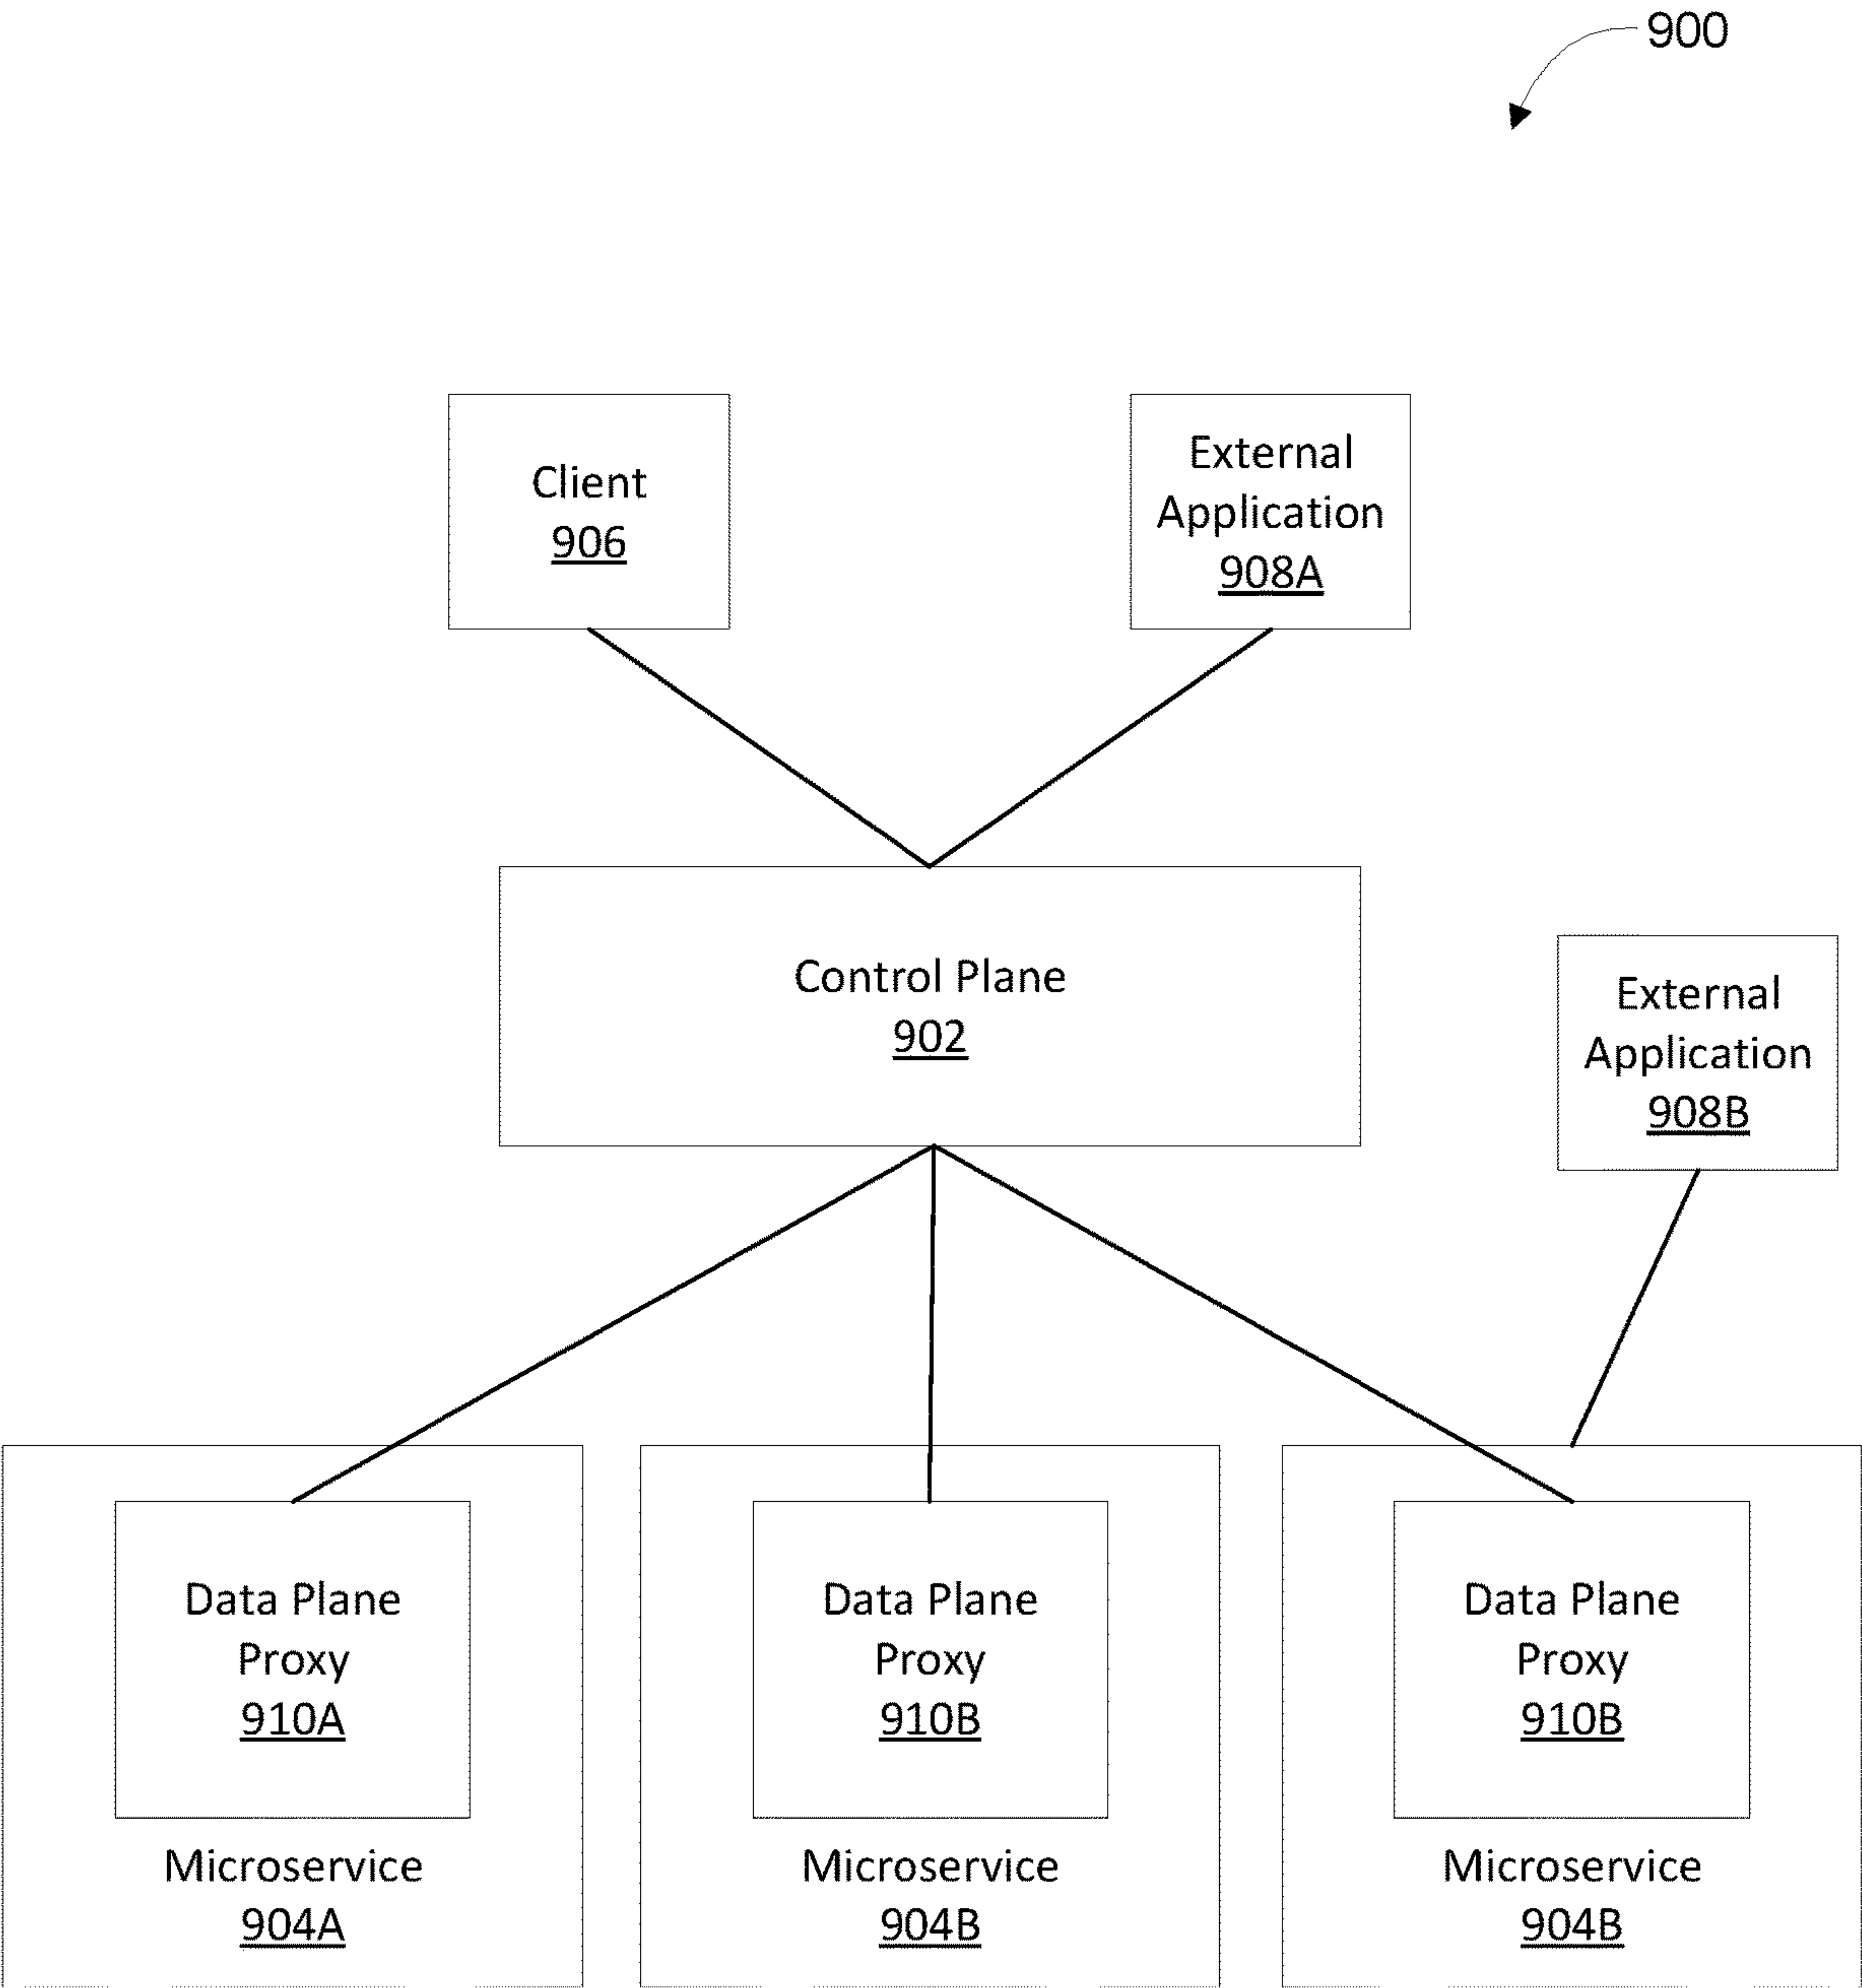 900
Client
906
External
Application
908A
Control Plane
902
External
Application
908B
Data Plane
Proxy
910A
Microservice
904A
Data Plane
Proxy
910B
Microservice
904B
Data Plane
Proxy
910B
Microservice
904B